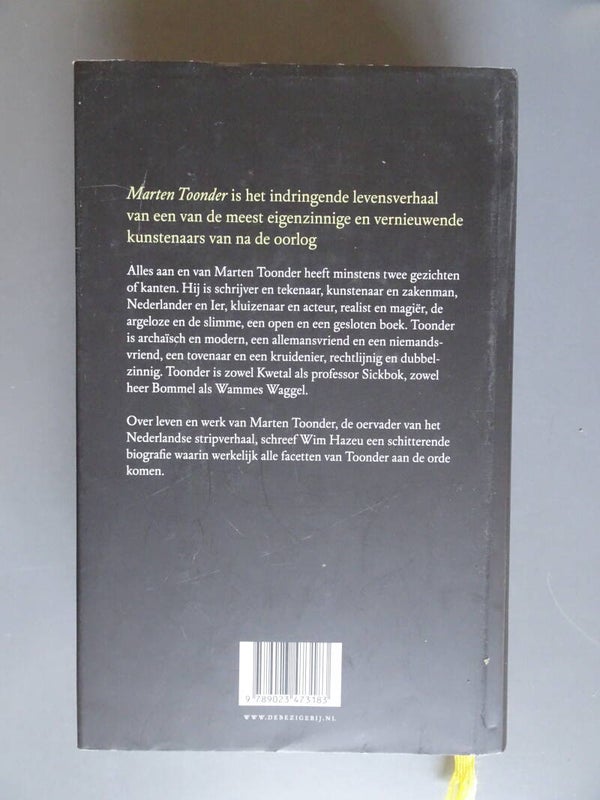 Marten Toonder is het indringende levensverhaal
van een van de meest eigenzinnige en vernieuwende
kunstenaars van na de oorlog
Alles aan en van Marten Toonder heeft minstens twee gezichten
of kanten. Hij is schrijver en tekenaar, kunstenaar en zakenman,
Nederlander en Ier, kluizenaar en acteur, realist en magiër, de
argeloze en de slimme, een open en een gesloten boek. Toonder
is archaïsch en modern, een allemansvriend en een niemands-
vriend, een tovenaar en een kruidenier, rechtlijnig en dubbel-
zinnig. Toonder is zowel Kwetal als professor Sickbok, zowel
heer Bommel als Wammes Waggel.
Over leven en werk van Marten Toonder, de oervader van het
Nederlandse stripverhaal, schreef Wim Hazeu een schitterende
biografie waarin werkelijk alle facetten van Toonder aan de orde
komen.
9 789023 473183
WWW.DEBEZIGEBIJ.NL